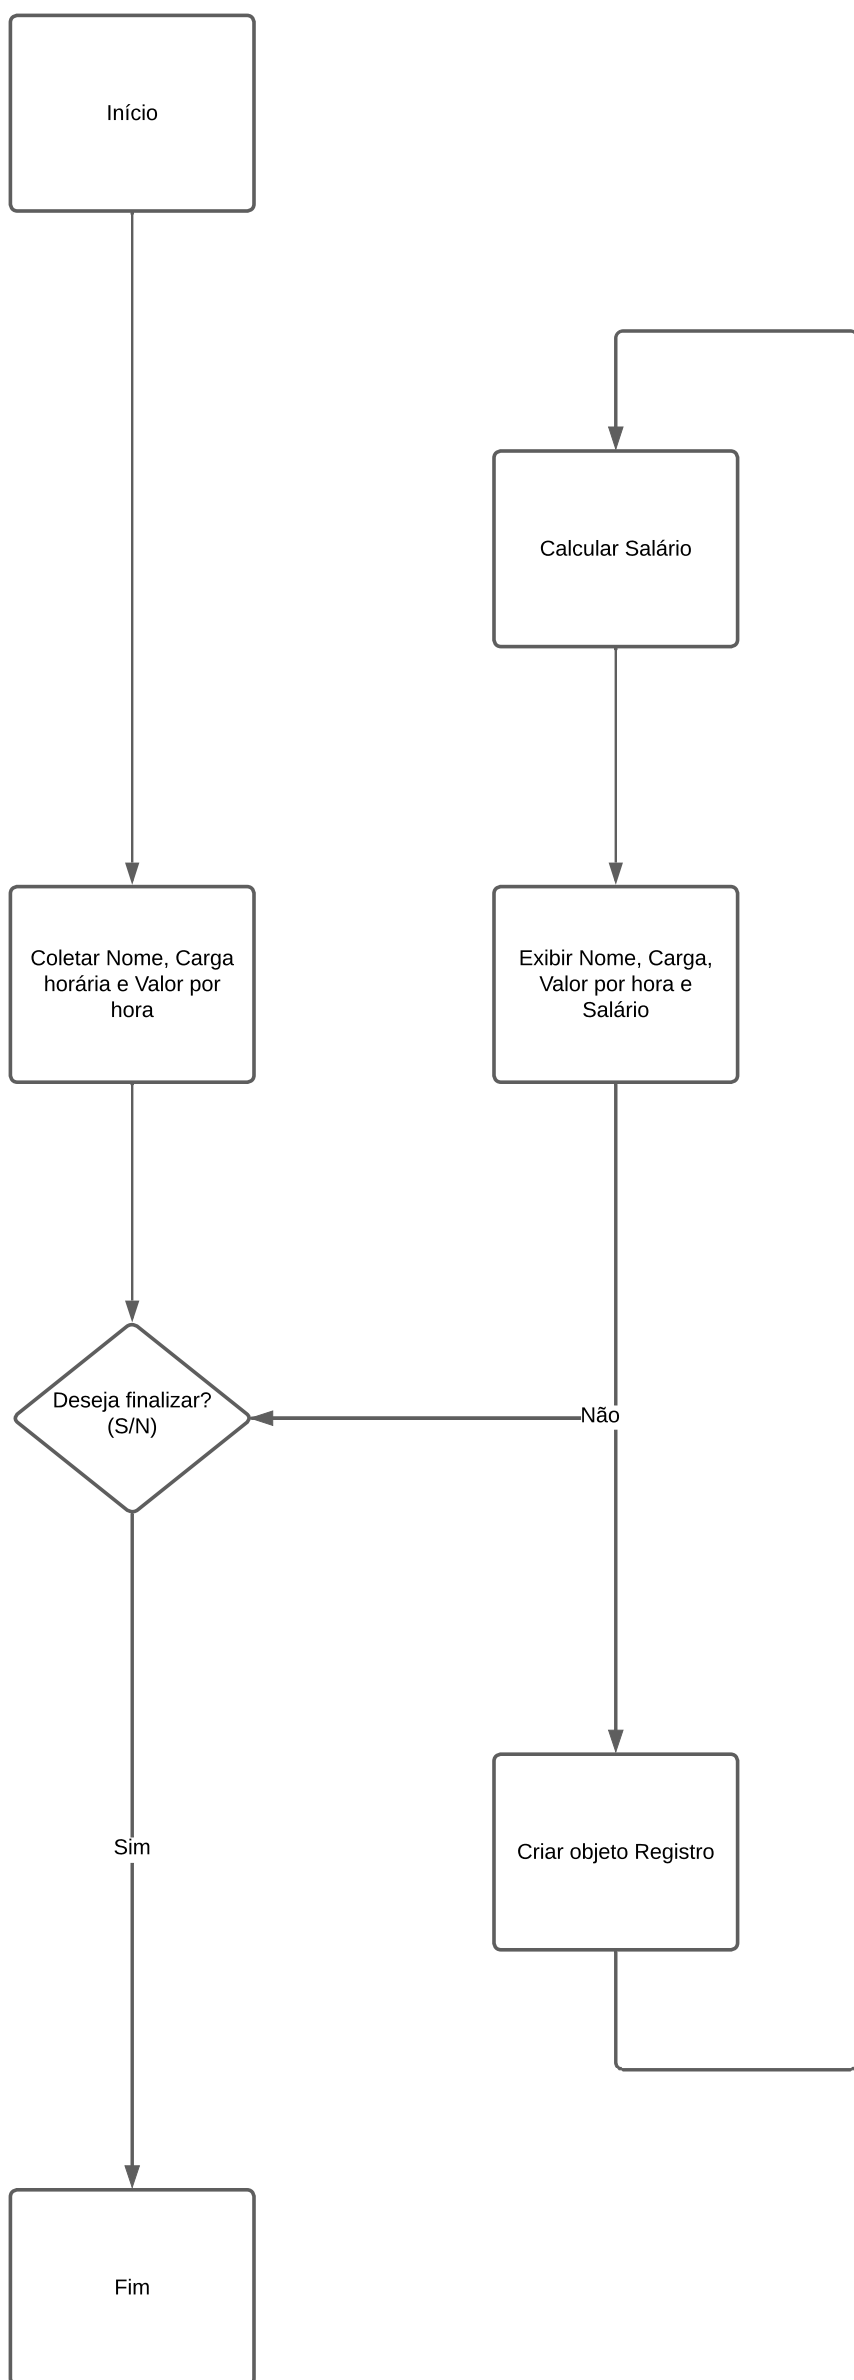 Início
Calcular Salário
Coletar Nome, Carga
horária e Valor por
hora
Exibir Nome, Carga,
Valor por hora e
Salário
Deseja finalizar?
(S/N)
Não
Sim
Criar objeto Registro
Fim